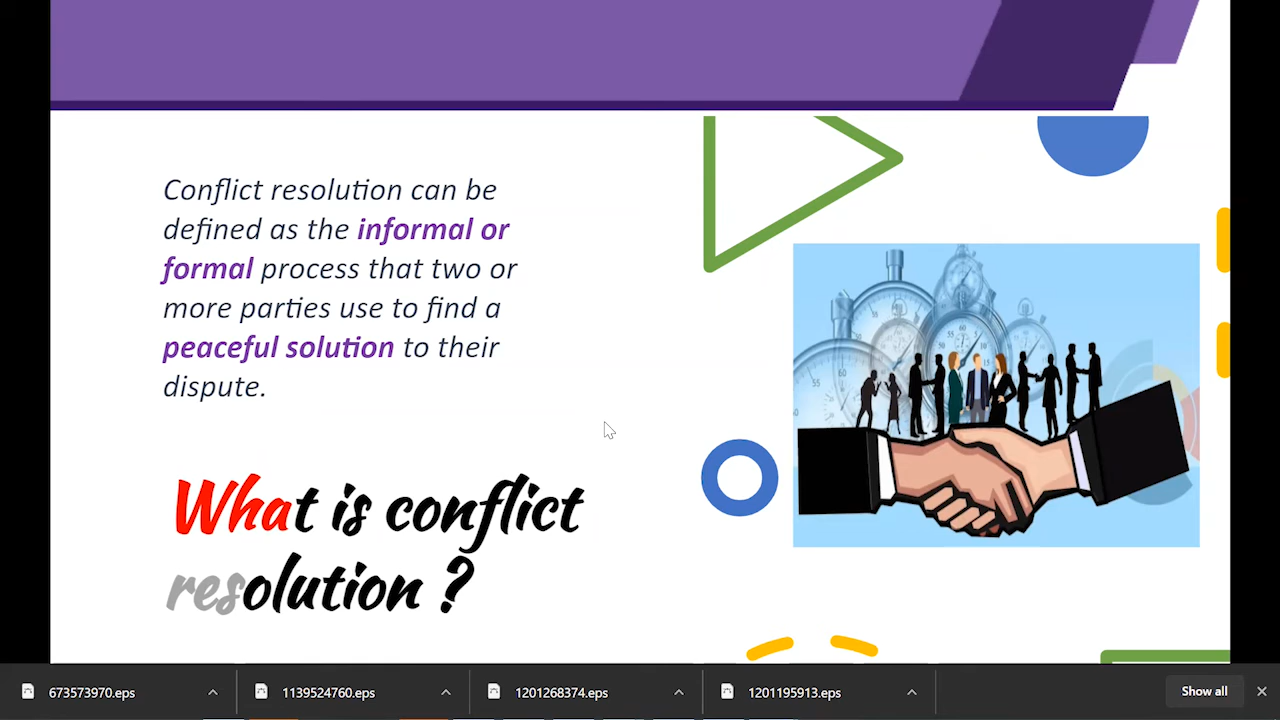 Conflict resolution can be
defined as the informal or
formal process that two or
more parties use to find a
peaceful solution to their
dispute.
What is conflict
resolution ?
673573970.eps
1139524760.eps
1201268374.eps
1201195913.eps
Show all